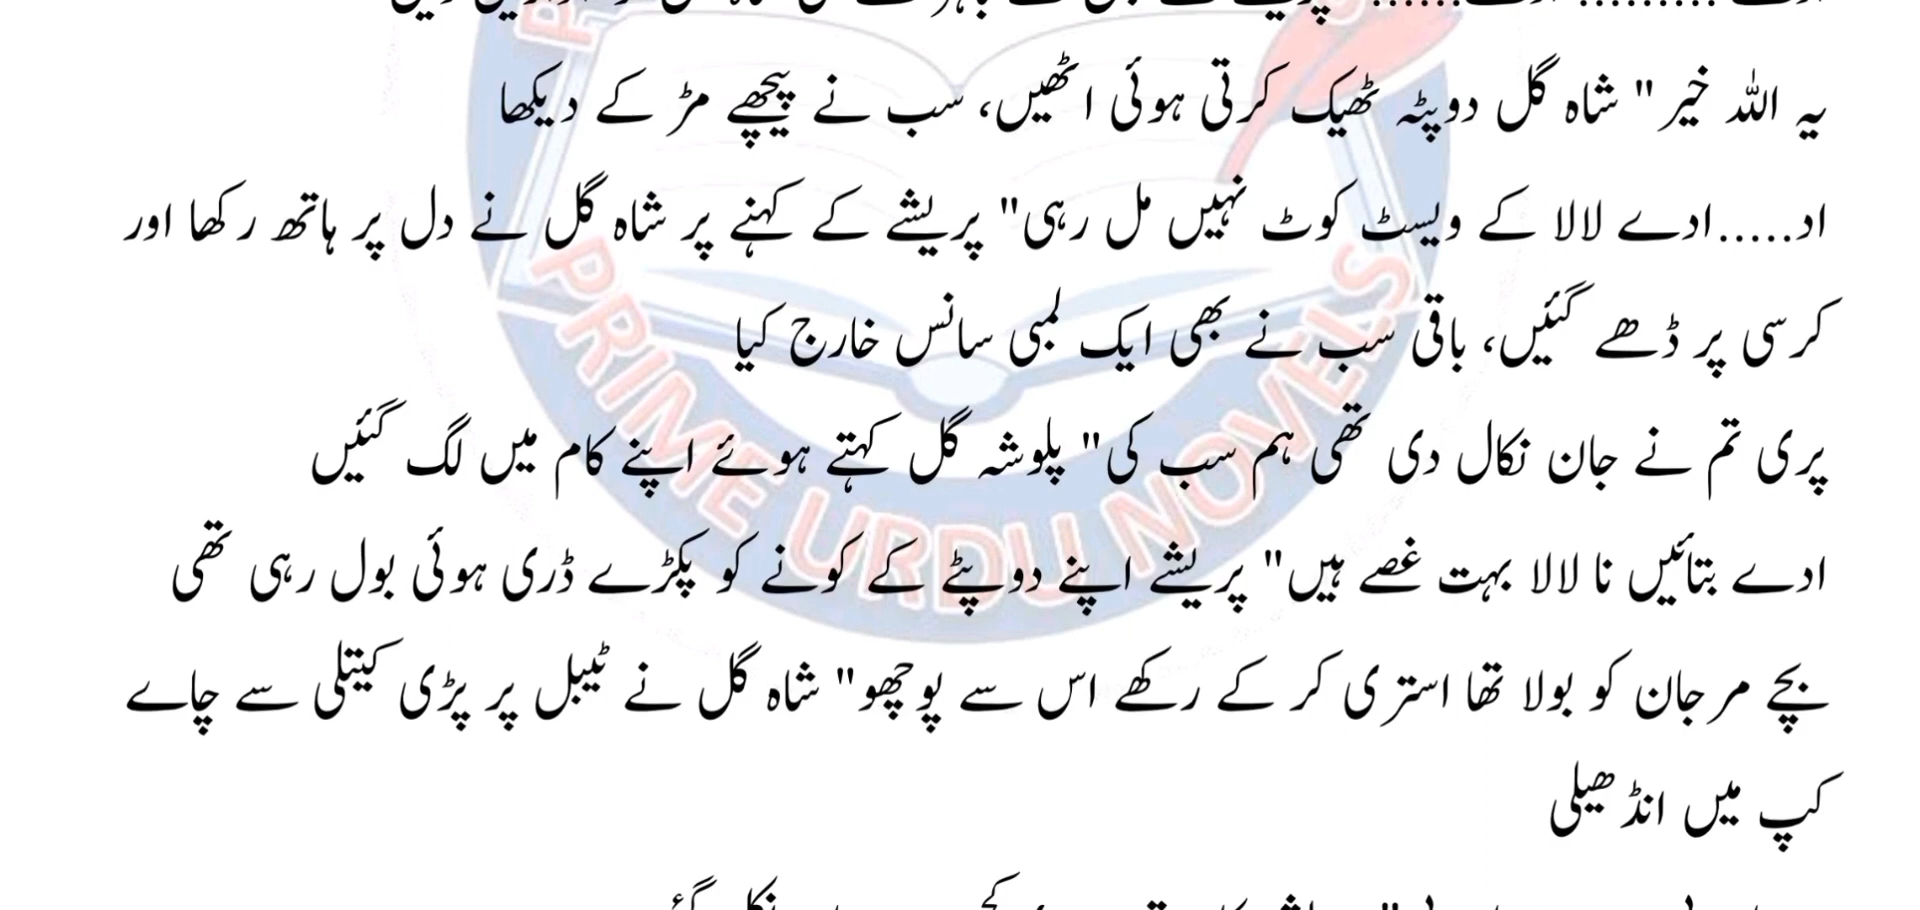 یہ اللہ خیر" شاہ گل دوپٹہ ٹھیک کرتی ہوئی اٹھیں، سب نے پیچھے مڑ کے دیکھا
اد.....ادے لالا کے ویسٹ کوٹ نہیں مل رہی" پریشے کے کہنے پر شاہ گل نے دل پر ہاتھ رکھا اور
کرسی پر ڈھے گئیں، باقی سب نے بھی ایک لمبی سانس خارج کیا
پری تم نے جان نکال دی تھی ہم سب کی" پلوشہ گل کہتے ہوئے اپنے کام میں لگ گئیں
ادے بتائیں نا لالا بہت غصے ہیں" پریشے اپنے دوپٹے کے کونے کو پکڑے ڈری ہوئی بول رہی تھی
بچے مرجان کو بولا تھا استری کر کے رکھے اس سے پوچھو" شاہ گل نے ٹیبل پر پڑی کیتلی سے چاے
کپ میں انڈھیلی
PRIME URDU NOVELS